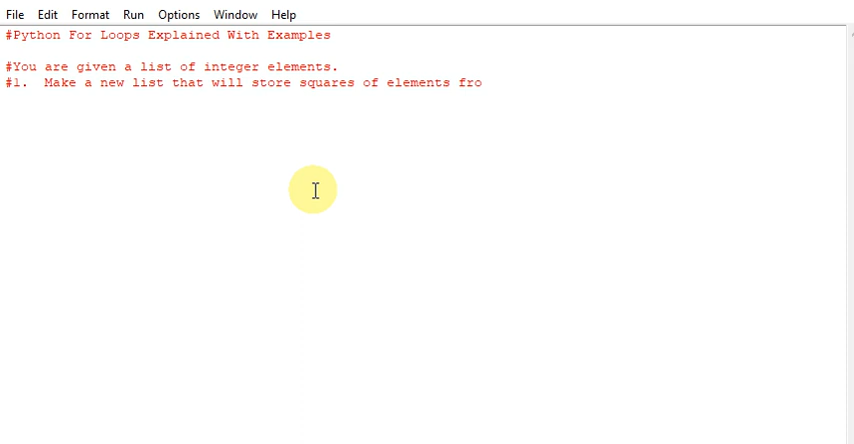 File Edit Format Run Options Window Help
#Python For Loops Explained With Examples
#You are given a list of integer elements.
#1.  Make a new list that will store squares of elements fro